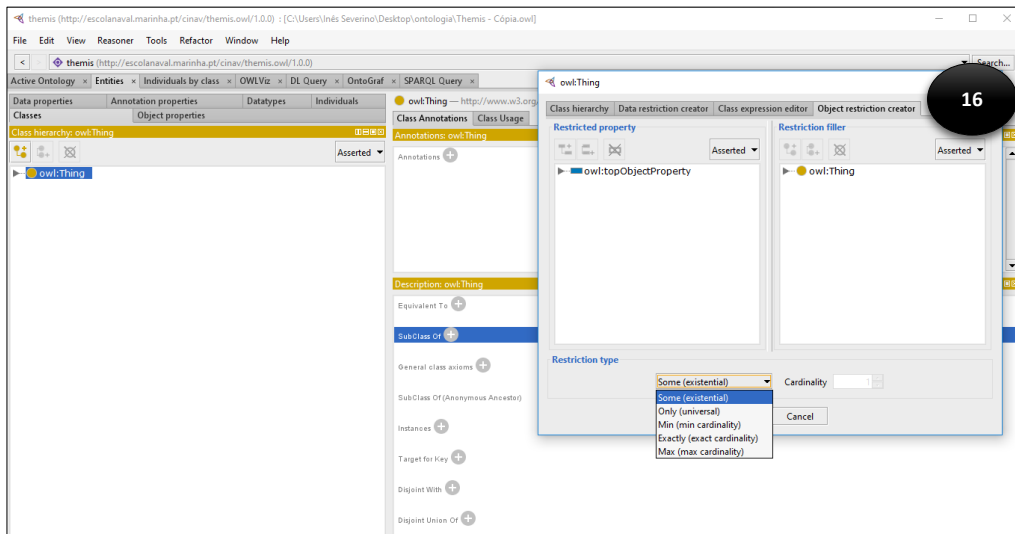 themis (http://escolanaval.marinha.pt/cinav/themis.owl/1.0.0) : [C:\Users\Inês Severino\Desktop\ontologia\Themis - Cópia.owl]
File Edit View Reasoner Tools Refactor Window Help
< themis (http://escolanaval.marinha.pt/cinav/themis.owl/1.0.0) Search...
Active Ontology × Entities × Individuals by class × OWLViz × DL Query × OntoGraf × SPARQL Query ×
Data properties Annotation properties Datatypes Individuals
Classes Object properties
Class hierarchy: owl:Thing
Asserted
owl:Thing
owl:Thing — http://www.w3.org
Class Annotations Class Usage
Annotations: owl:Thing
Annotations
Description: owl:Thing
Equivalent To
SubClass Of
General class axioms
SubClass Of (Anonymous Ancestor)
Instances
Target for Key
Disjoint With
Disjoint Union Of
owl:Thing
16
Class hierarchy Data restriction creator Class expression editor Object restriction creator
Restricted property Restriction filler
Asserted Asserted
owl:topObjectProperty owl:Thing
Restriction type
Some (existential) Cardinality 1
Some (existential)
Only (universal)
Min (min cardinality)
Exactly (exact cardinality)
Max (max cardinality)
Cancel